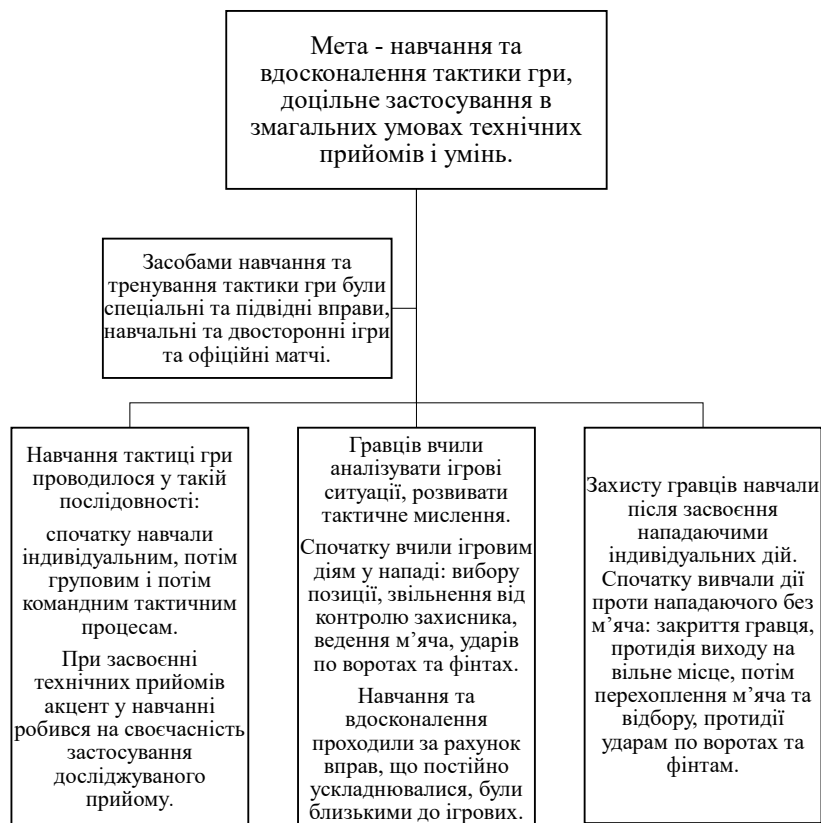 Мета - навчання та
вдосконалення тактики гри,
доцільне застосування в
змагальних умовах технічних
прийомів і умінь.
Засобами навчання та
тренування тактики гри були
спеціальні та підвідні вправи,
навчальні та двосторонні ігри
та офіційні матчі.
Навчання тактиці гри
проводилося у такій
послідовності:
спочатку навчали
індивідуальним, потім
груповим і потім
командним тактичним
процесам.
При засвоєнні
технічних прийомів
акцент у навчанні
робився на своєчасність
застосування
досліджуваного
прийому.
Гравців вчили
аналізувати ігрові
ситуації, розвивати
тактичне мислення.
Спочатку вчили ігровим
діям у нападі: вибору
позиції, звільнення від
контролю захисника,
ведення м’яча, ударів
по воротах та фінтах.
Навчання та
вдосконалення
проходили за рахунок
вправ, що постійно
ускладнювалися, були
близькими до ігрових.
Захисту гравців навчали
після засвоєння
нападаючими
індивідуальних дій.
Спочатку вивчали дії
проти нападаючого без
м’яча: закриття гравця,
протидія виходу на
вільне місце, потім
перехоплення м’яча та
відбору, протидії
ударам по воротах та
фінтам.